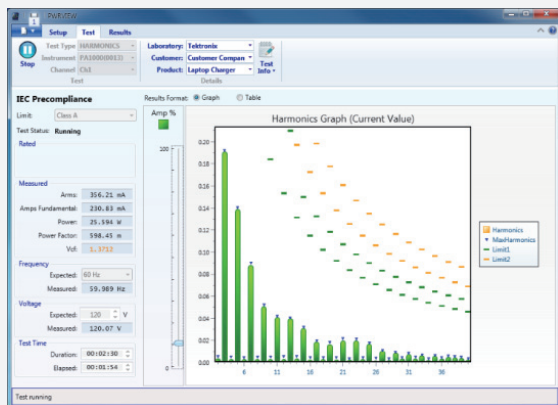 PWRVIEW
Setup Test Results
Stop
Test Type HARMONICS
Instrument PA1000(0013)
Channel Ch1
Test
Laboratory: Tektronix
Customer: Customer Compan
Product: Laptop Charger
Details
Test Info
IEC Precompliance
Limit: Class A
Test Status: Running
Rated
Measured
Arms: 356.21 mA
Amps Fundamental: 230.83 mA
Power: 25.594 W
Power Factor: 598.45 m
Vcf: 1.3712
Frequency
Expected: 60 Hz
Measured: 59.989 Hz
Voltage
Expected: 120 V
Measured: 120.07 V
Test Time
Duration: 00:02:30
Elapsed: 00:01:54
Results Format: Graph Table
Amp %
100
0
Harmonics Graph (Current Value)
0.20
0.18
0.16
0.14
0.12
0.10
0.08
0.06
0.04
0.02
0.00
6 10 14 18 22 26 30 36
Harmonics
MaxHarmonics
Limit1
Limit2
Test running